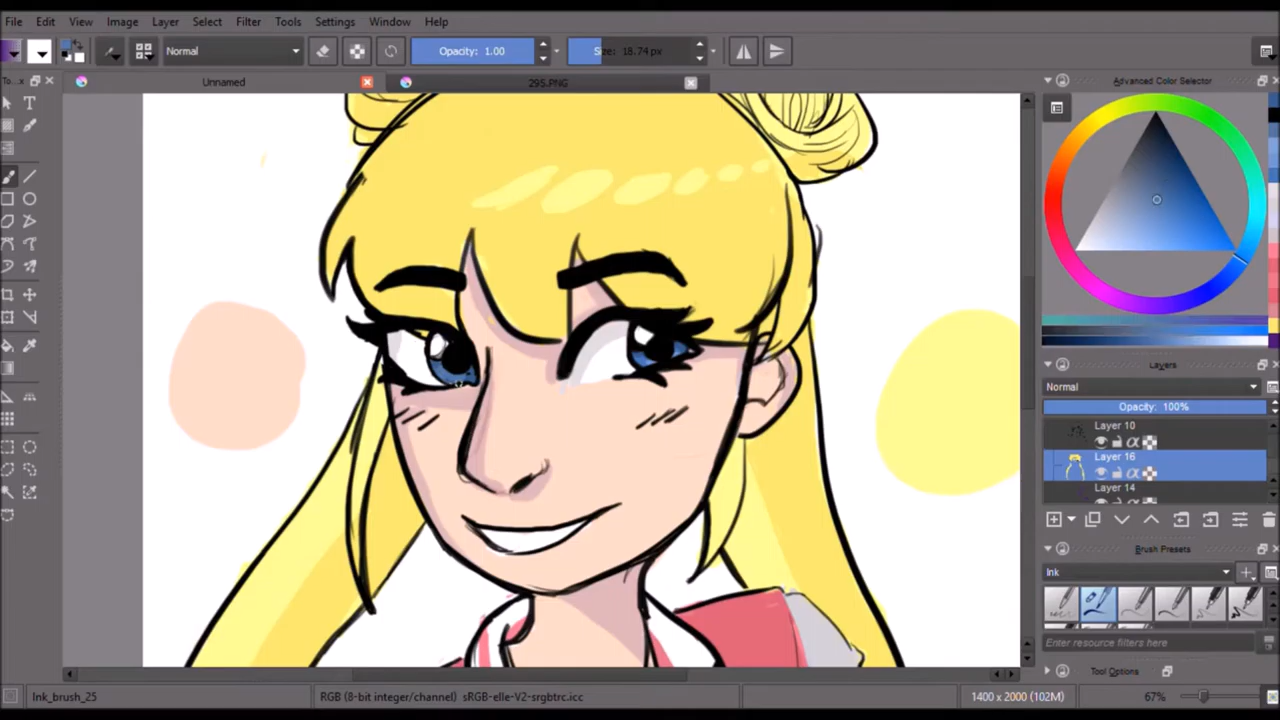 File Edit View Image Layer Select Filter Tools Settings Window Help
Normal Opacity: 1.00 Size: 18.74 px
To...x Unnamed 29S.PNG Advanced Color Selector
T
Layers
Normal
Opacity: 100%
Layer 10
Layer 16
Layer 14
Brush Presets
Ink
Enter resource filters here
Tool Options
Ink_brush_25 RGB (8-bit integer/channel) sRGB-elle-V2-srgbtrc.icc 1400 x 2000 (102M) 67%